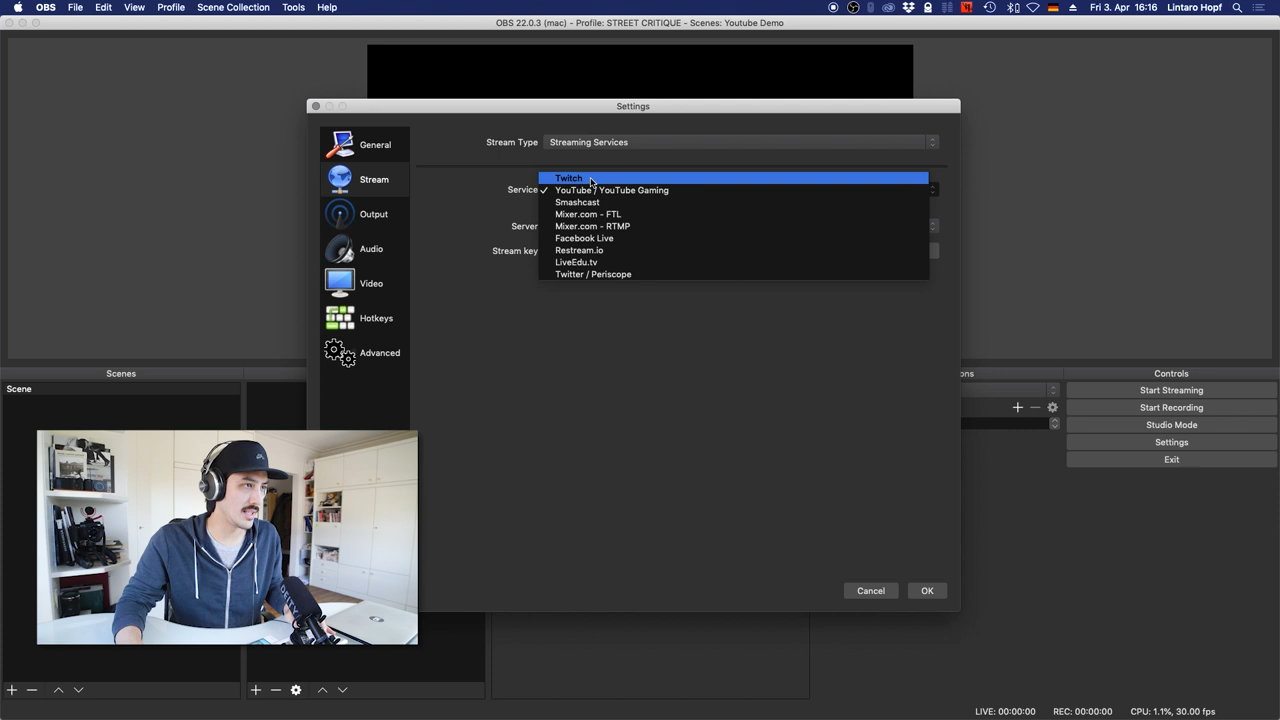 OBS File Edit View Profile Scene Collection Tools Help Fri 3. Apr 16:16 Lintaro Hopf
OBS 22.0.3 (mac) - Profile: STREET CRITIQUE - Scenes: Youtube Demo
Settings
General
Stream
Output
Audio
Video
Hotkeys
Advanced
Stream Type Streaming Services
Service
Twitch
YouTube / YouTube Gaming
Smashcast
Mixer.com - FTL
Mixer.com - RTMP
Facebook Live
Restream.io
LiveEdu.tv
Twitter / Periscope
Server
Stream key
Cancel OK
Scenes
Scene
ons
Controls
Start Streaming
Start Recording
Studio Mode
Settings
Exit
DEITY
LIVE: 00:00:00 REC: 00:00:00 CPU: 1.1%, 30.00 fps